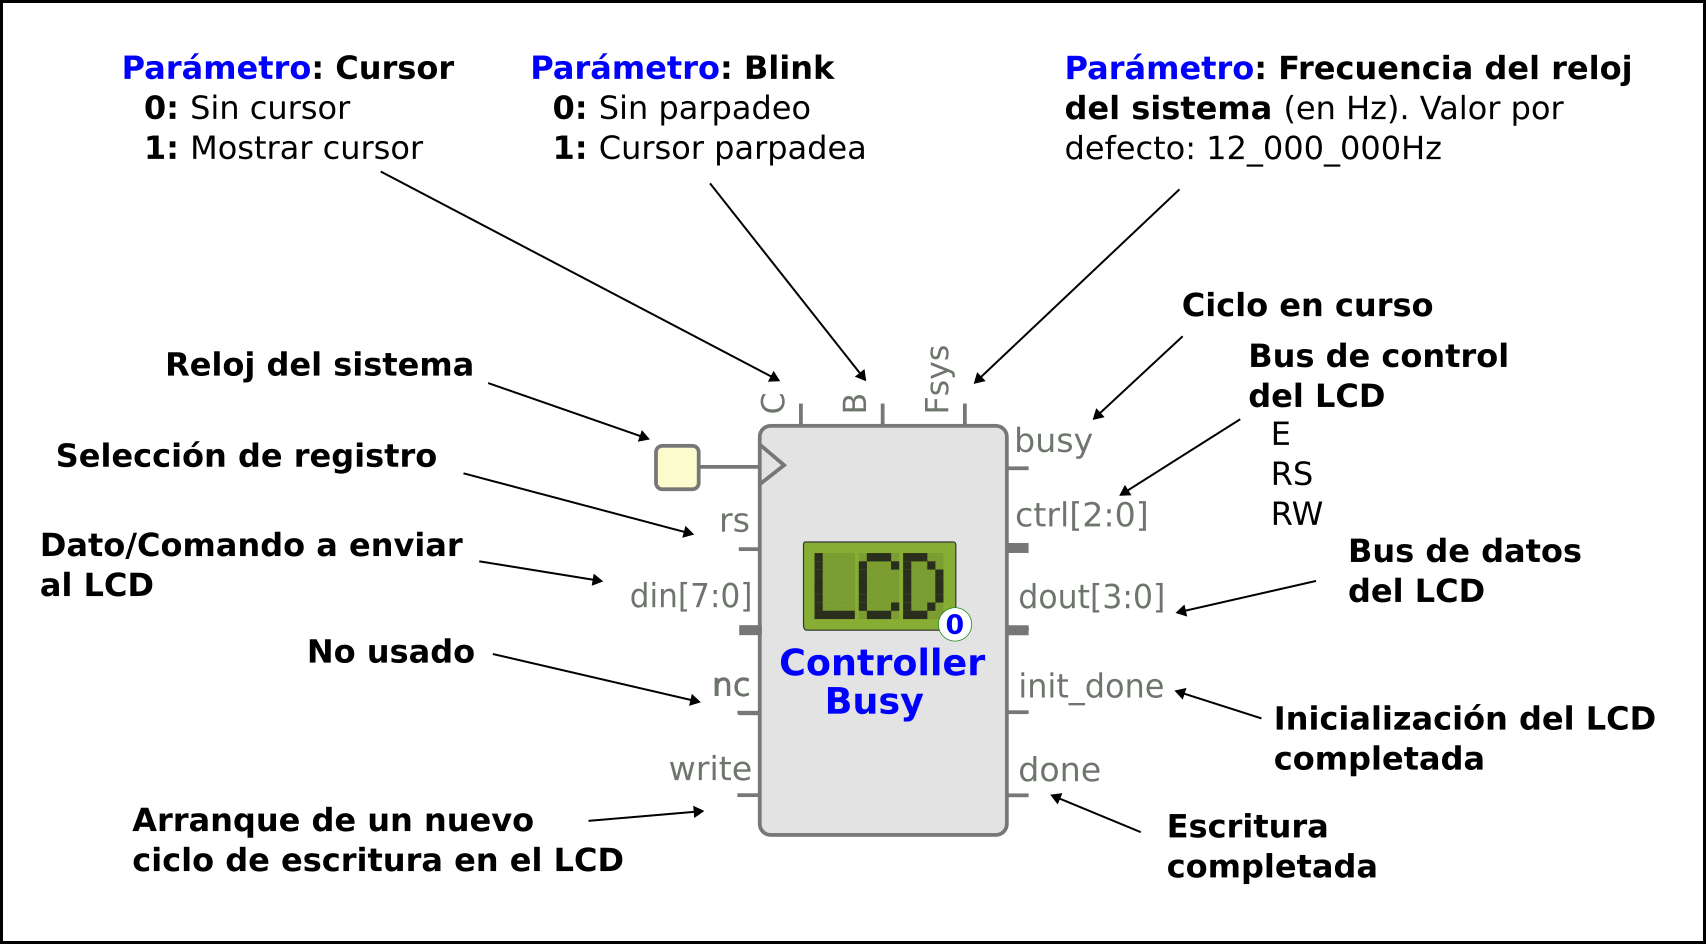 Parámetro: Cursor
0: Sin cursor
1: Mostrar cursor
Parámetro: Blink
0: Sin parpadeo
1: Cursor parpadea
Parámetro: Frecuencia del reloj
del sistema (en Hz). Valor por
defecto: 12_000_000Hz
Reloj del sistema
Selección de registro
Dato/Comando a enviar
al LCD
No usado
Arranque de un nuevo
ciclo de escritura en el LCD
C
B
Fsys
rs
din[7:0]
nc
write
LCD
0
Controller
Busy
busy
ctrl[2:0]
dout[3:0]
init_done
done
Ciclo en curso
Bus de control
del LCD
E
RS
RW
Bus de datos
del LCD
Inicialización del LCD
completada
Escritura
completada